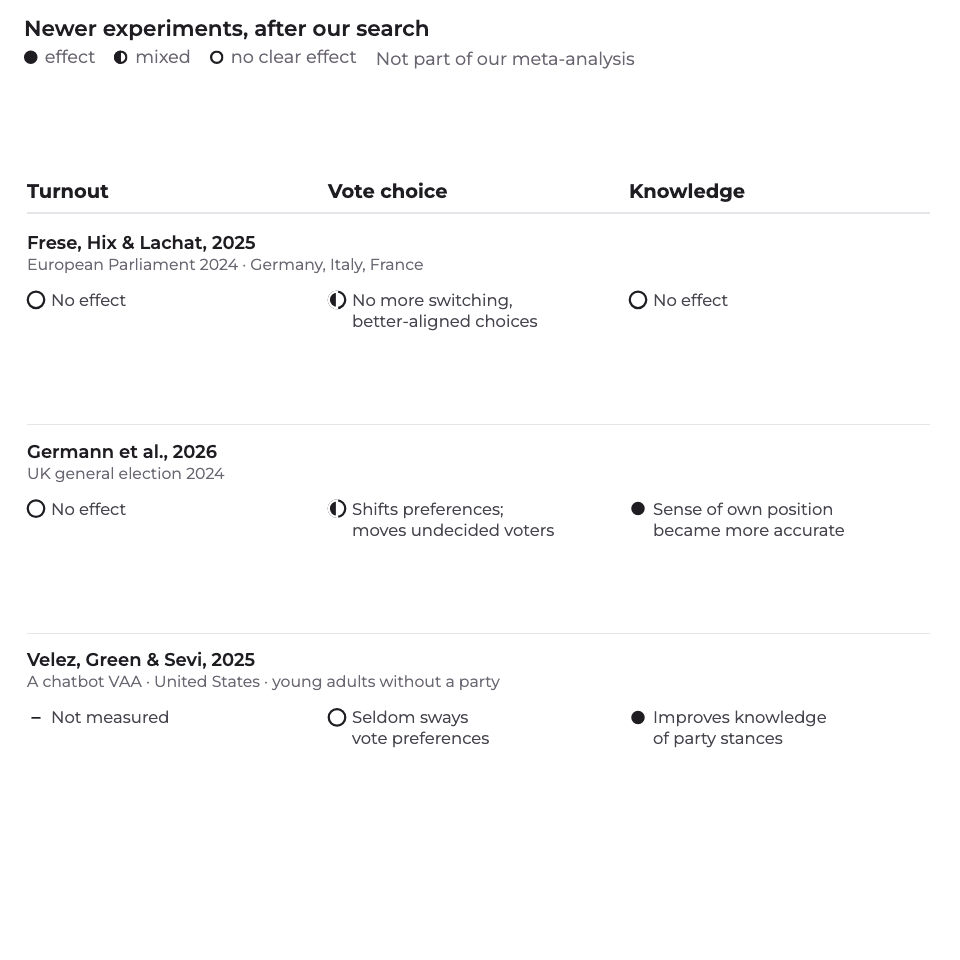 Newer experiments, after our search
effect mixed no clear effect Not part of our meta-analysis
Turnout Vote choice Knowledge
Frese, Hix & Lachat, 2025
European Parliament 2024 · Germany, Italy, France
No effect No more switching, No effect
better-aligned choices
Germann et al., 2026
UK general election 2024
No effect Shifts preferences; Sense of own position
moves undecided voters became more accurate
Velez, Green & Sevi, 2025
A chatbot VAA · United States · young adults without a party
– Not measured Seldom sways Improves knowledge
vote preferences of party stances